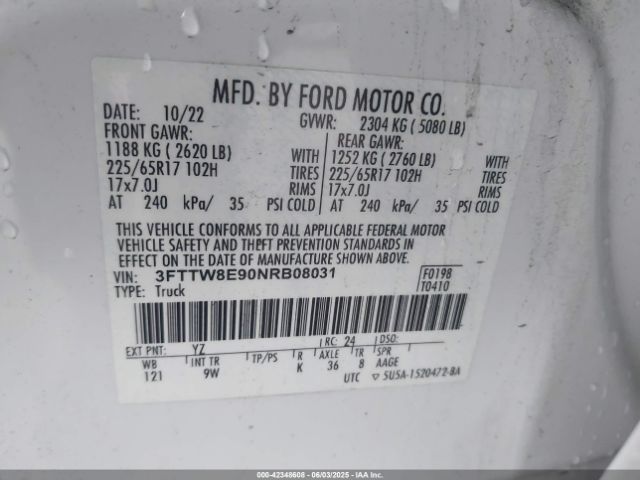 MFD. BY FORD MOTOR CO.
DATE: 10/22 GVWR: 2304 KG ( 5080 LB)
FRONT GAWR: REAR GAWR:
1188 KG ( 2620 LB) WITH 1252 KG ( 2760 LB) WITH
225/65R17 102H TIRES 225/65R17 102H TIRES
17x7.0J RIMS 17x7.0J RIMS
AT 240 kPa/ 35 PSI COLD AT 240 kPa/ 35 PSI COLD
THIS VEHICLE CONFORMS TO ALL APPLICABLE FEDERAL MOTOR
VEHICLE SAFETY AND THEFT PREVENTION STANDARDS IN
EFFECT ON THE DATE OF MANUFACTURE SHOWN ABOVE.
VIN: 3FTTW8E90NRB08031 F0198
TYPE: Truck T0410
EXT PNT: YZ RC: 24 DSO:
WB INT TR TP/PS R AXLE TR SPR
121 9W K 36 8 AAGE
UTC 5U5A-1520472-BA
00-42348608 - 06/03/2025 - IAAI.COM